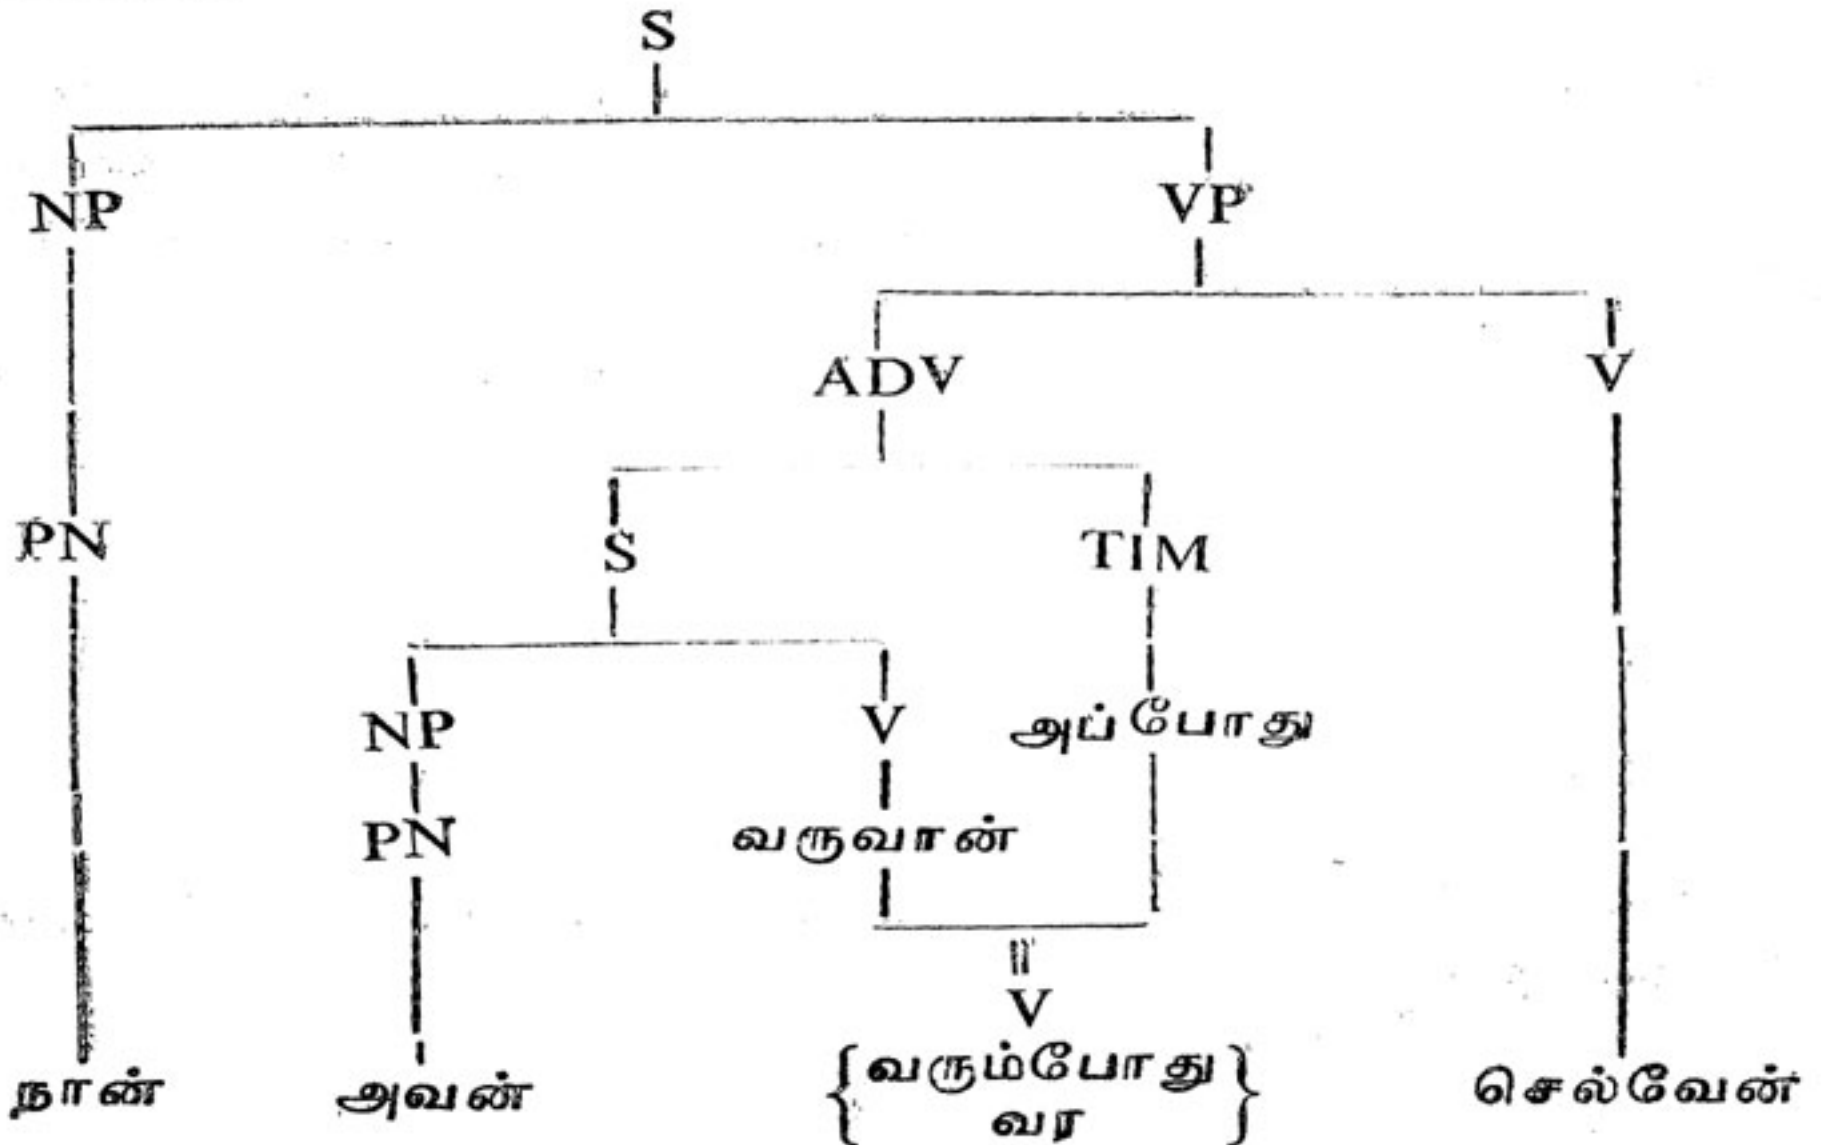 S
NP VP
ADV V
PN S TIM
NP V அப்போது
PN வருவான்
V
நான் அவன் {வரும்போது} செல்வேன்
வர